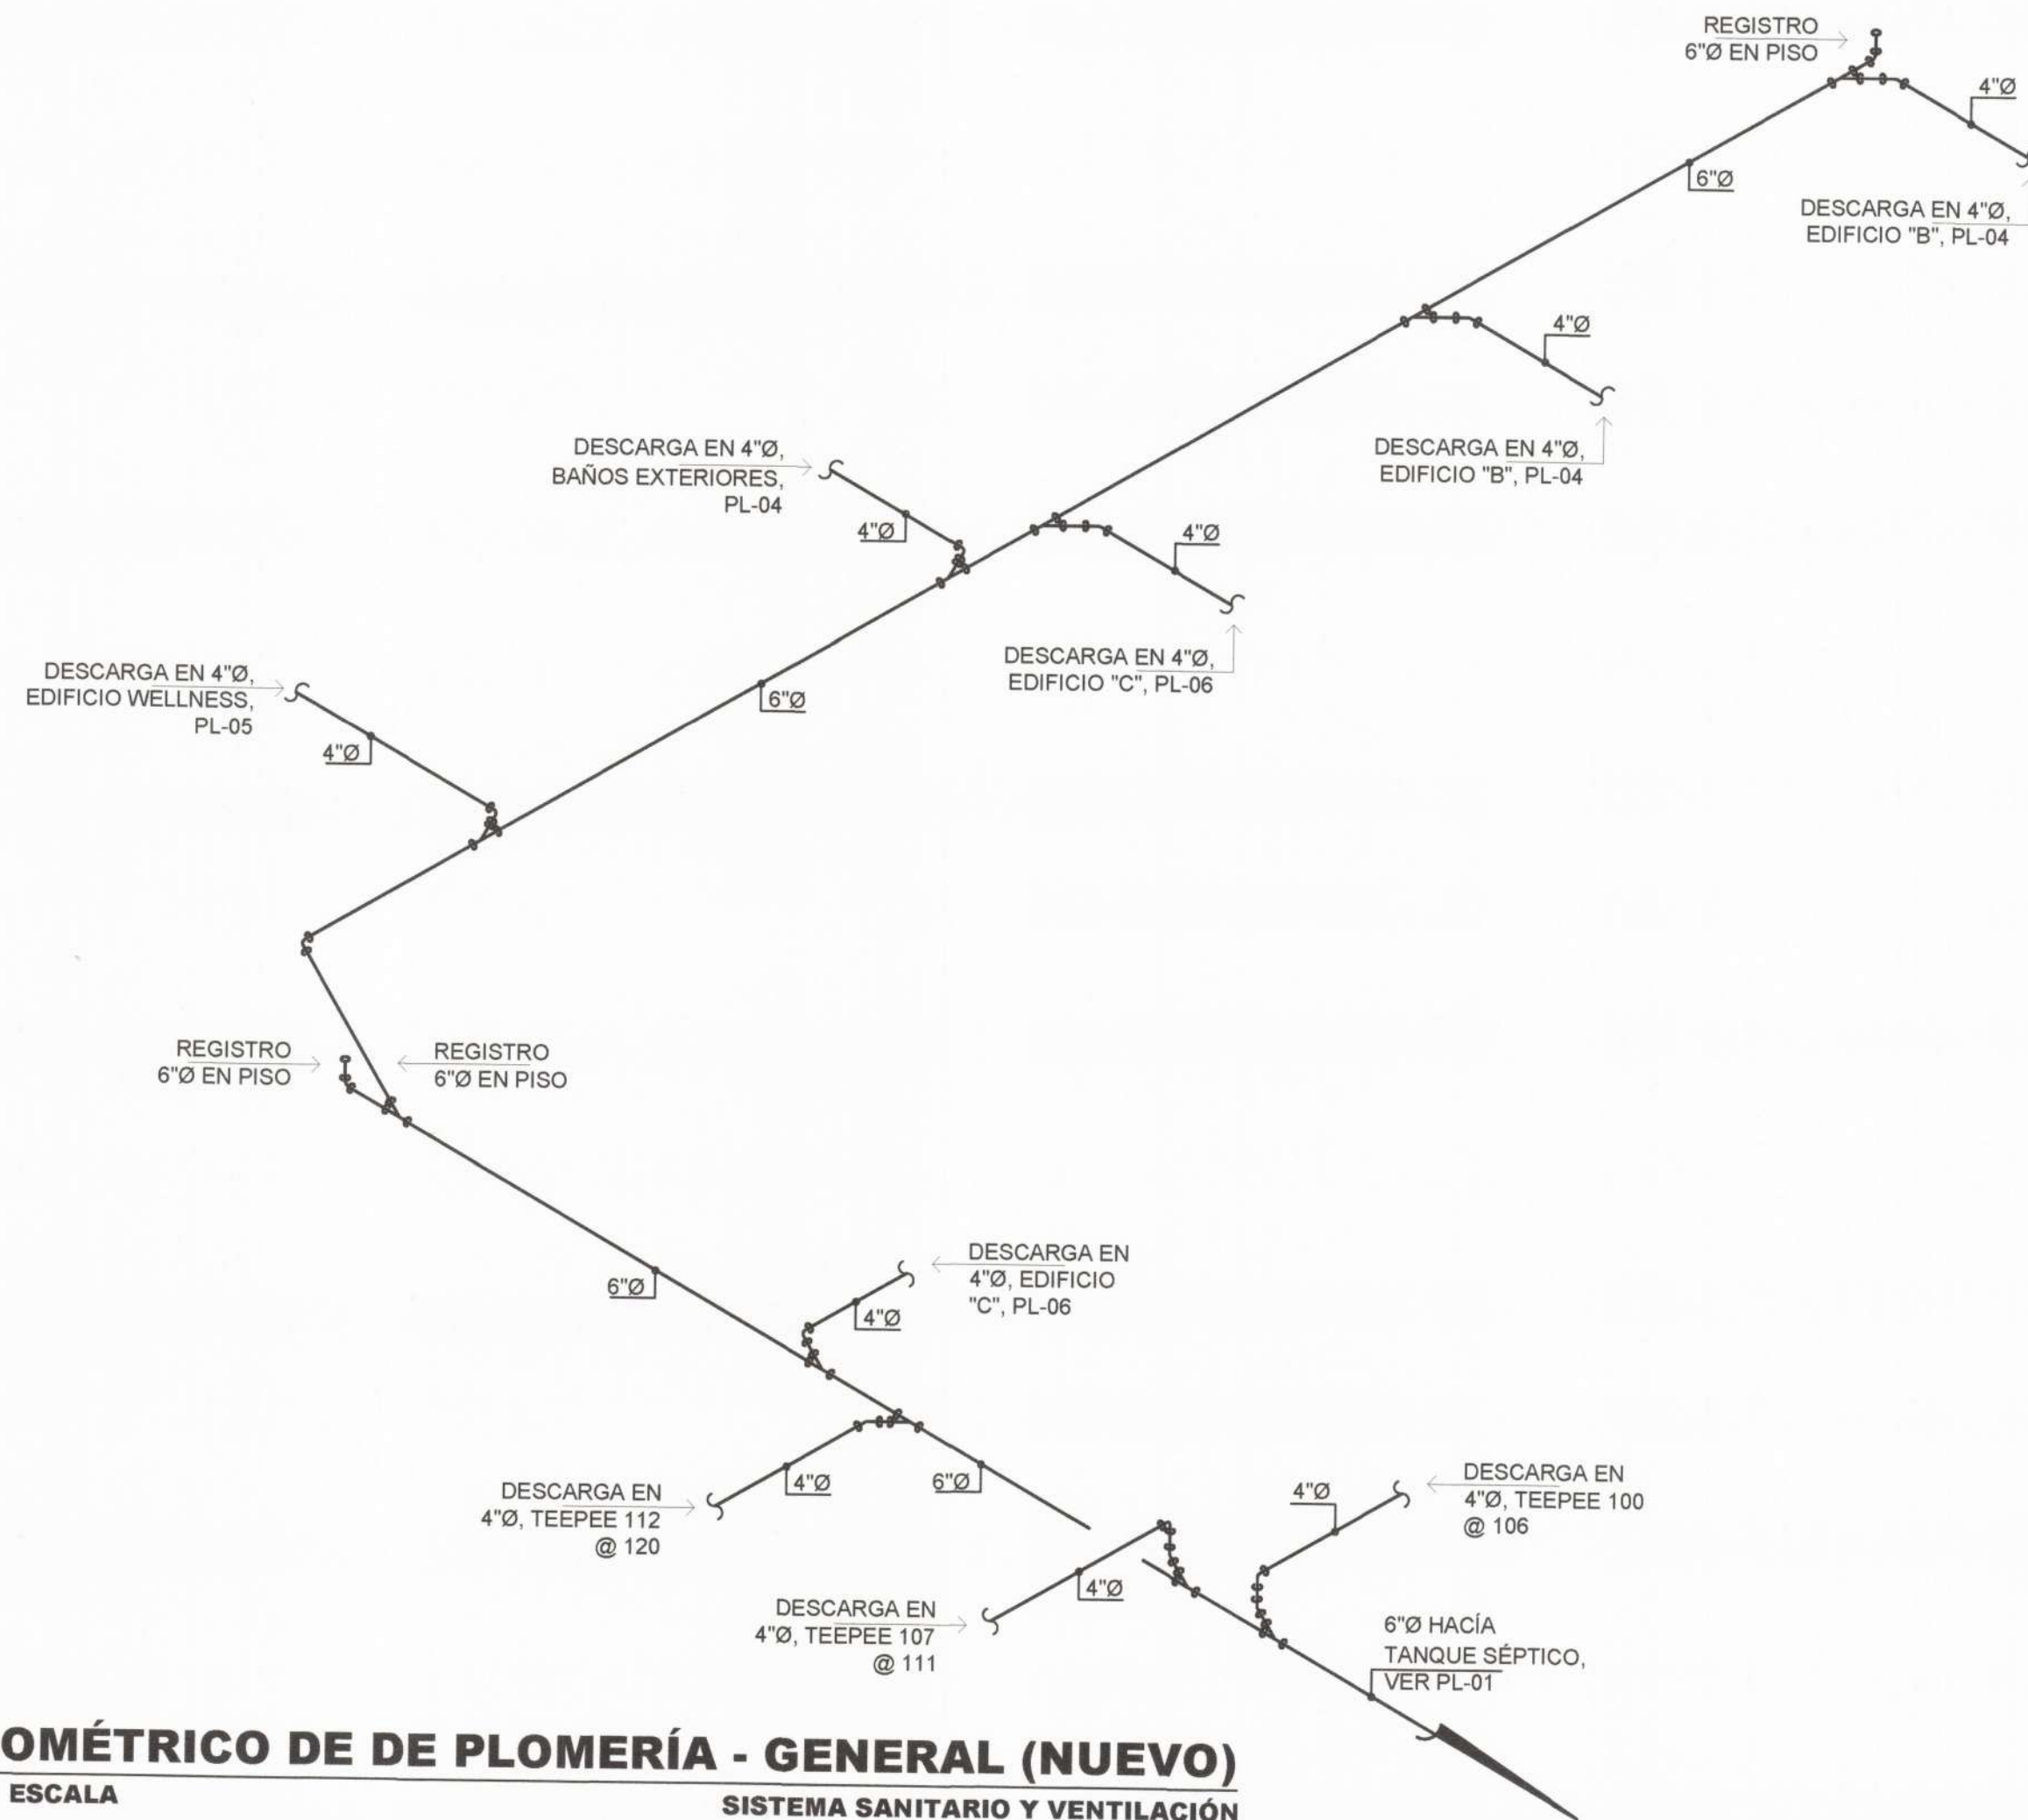 REGISTRO
6"Ø EN PISO
4"Ø
6"Ø
DESCARGA EN 4"Ø,
EDIFICIO "B", PL-04
4"Ø
DESCARGA EN 4"Ø,
EDIFICIO "B", PL-04
DESCARGA EN 4"Ø,
BAÑOS EXTERIORES,
PL-04
4"Ø
4"Ø
DESCARGA EN 4"Ø,
EDIFICIO "C", PL-06
6"Ø
DESCARGA EN 4"Ø,
EDIFICIO WELLNESS,
PL-05
4"Ø
REGISTRO
6"Ø EN PISO
REGISTRO
6"Ø EN PISO
6"Ø
DESCARGA EN
4"Ø, EDIFICIO
"C", PL-06
4"Ø
DESCARGA EN
4"Ø, TEEPEE 112
@ 120
4"Ø
6"Ø
4"Ø
DESCARGA EN
4"Ø, TEEPEE 100
@ 106
DESCARGA EN
4"Ø, TEEPEE 107
@ 111
4"Ø
6"Ø HACÍA
TANQUE SÉPTICO,
VER PL-01
OMÉTRICO DE DE PLOMERÍA - GENERAL (NUEVO)
ESCALA
SISTEMA SANITARIO Y VENTILACIÓN